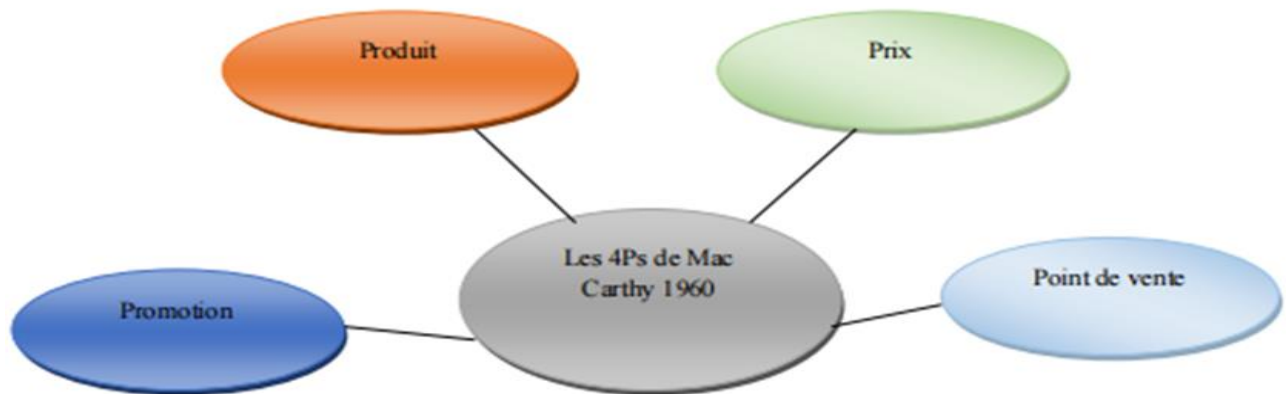 Produit
Prix
Les 4Ps de Mac
Carthy 1960
Point de vente
Promotion